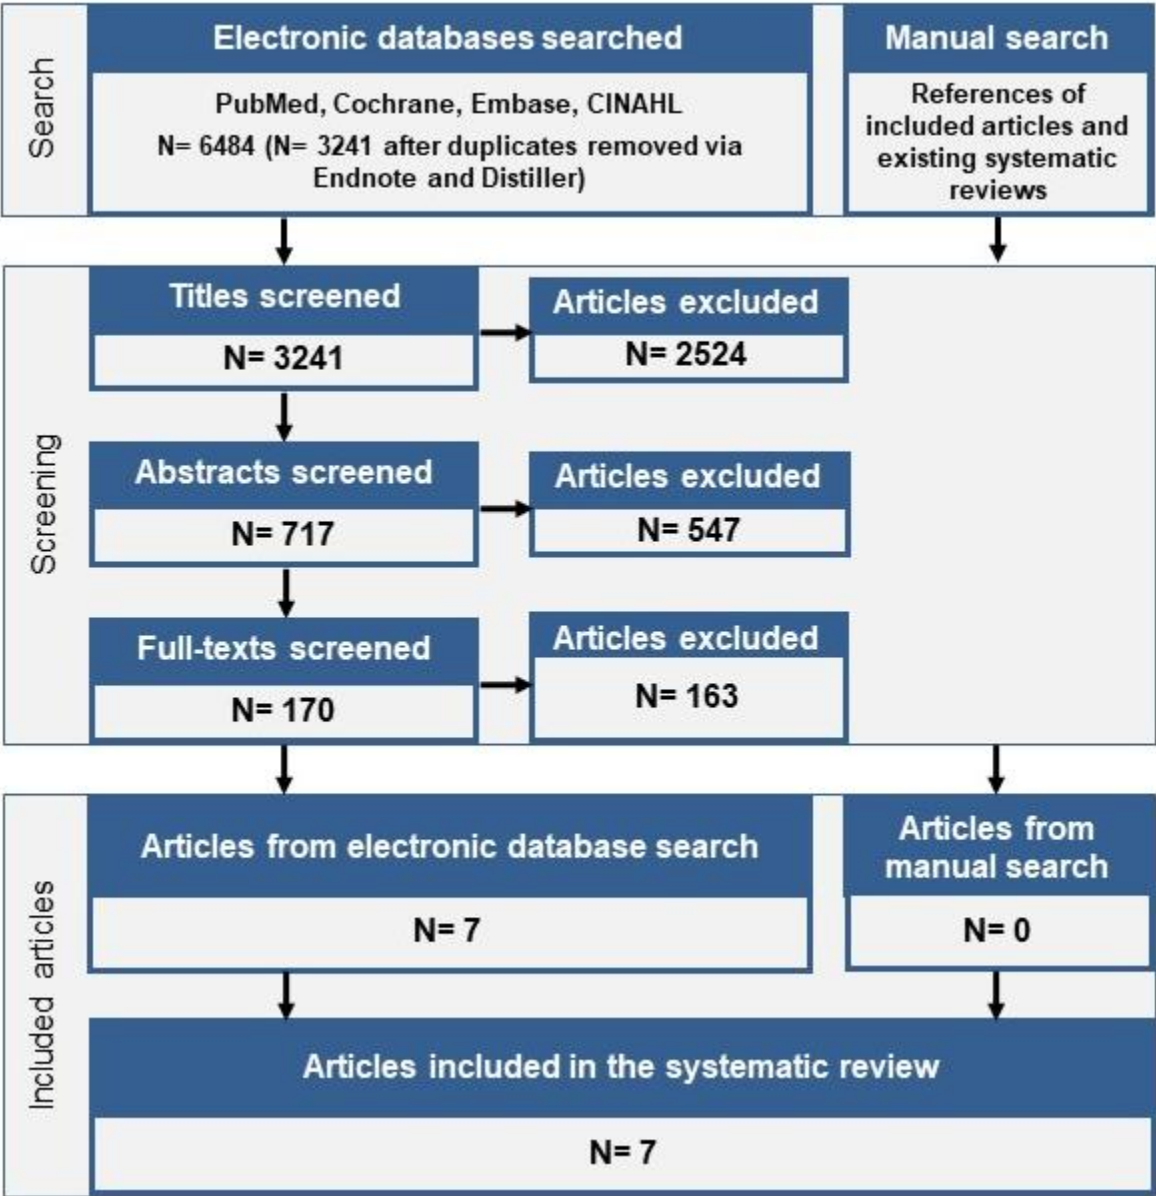 Search
Electronic databases searched
PubMed, Cochrane, Embase, CINAHL
N= 6484 (N= 3241 after duplicates removed via
Endnote and Distiller)
Manual search
References of
included articles and
existing systematic
reviews
Screening
Titles screened
N= 3241
Articles excluded
N= 2524
Abstracts screened
N= 717
Articles excluded
N= 547
Full-texts screened
N= 170
Articles excluded
N= 163
Included articles
Articles from electronic database search
N= 7
Articles from
manual search
N= 0
Articles included in the systematic review
N= 7